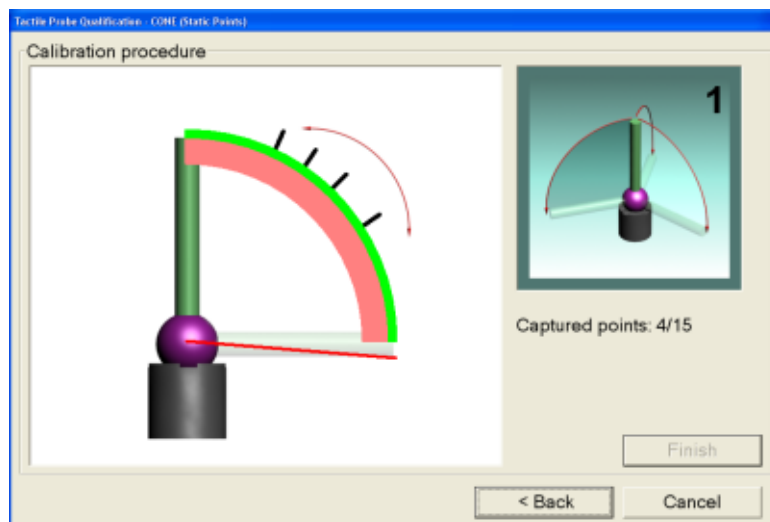 Tactile Probe Qualification - CONE (Static Points)
Calibration procedure
1
Captured points: 4/15
Finish
< Back
Cancel